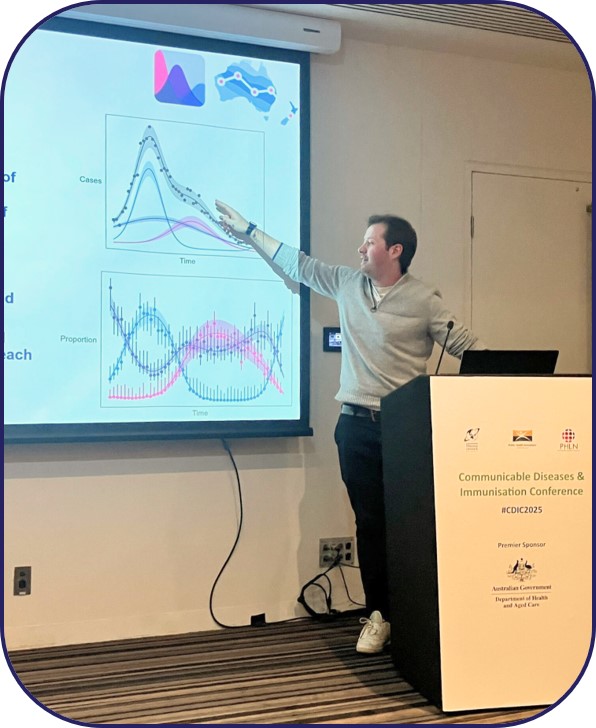 of
f
d
each
Cases
Time
Proportion
Time
PHLN
Communicable Diseases &
Immunisation Conference
#CDIC2025
Premier Sponsor
Australian Government
Department of Health
and Aged Care